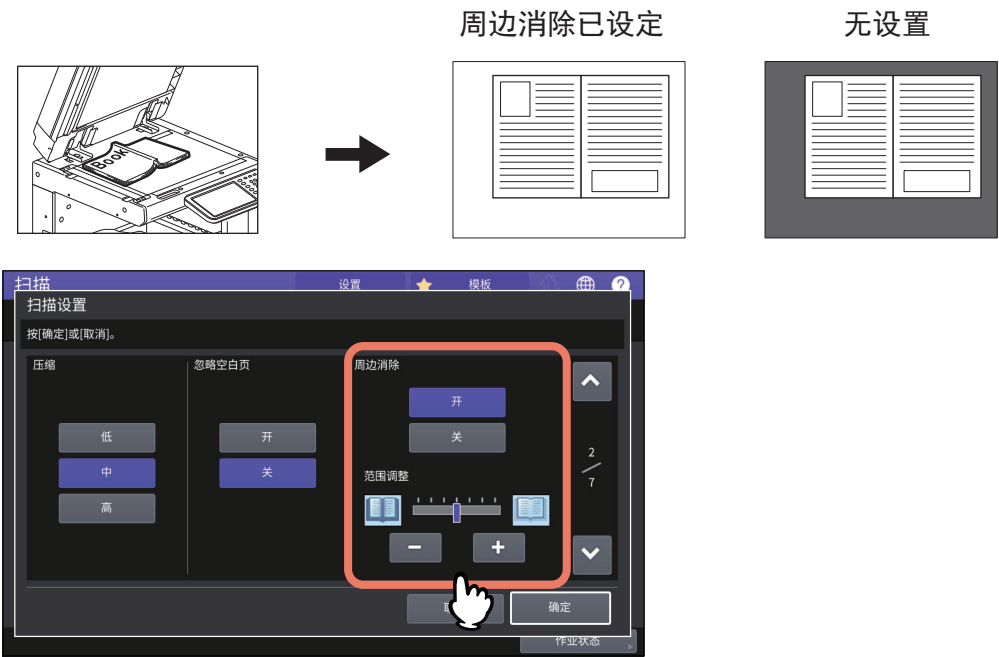 周边消除已设定
无设置
Book
扫描
设置
模板
?
扫描设置
按[确定]或[取消]。
压缩
忽略空白页
周边消除
低
中
高
开
关
开
关
范围调整
2
7
确定
作业状态